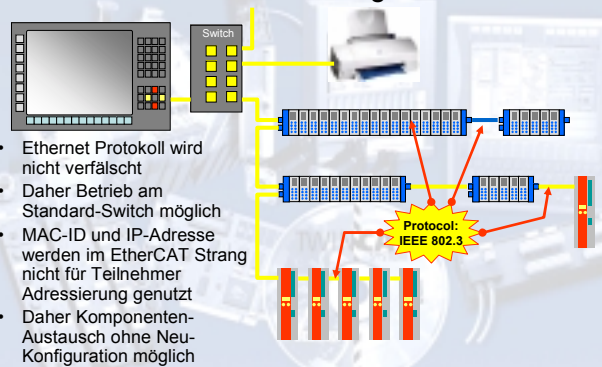 Switch
• Ethernet Protokoll wird
nicht verfälscht
• Daher Betrieb am
Standard-Switch möglich
• MAC-ID und IP-Adresse
werden im EtherCAT Strang
nicht für Teilnehmer
Adressierung genutzt
• Daher Komponenten-
Austausch ohne Neu-
Konfiguration möglich
Protocol:
IEEE 802.3